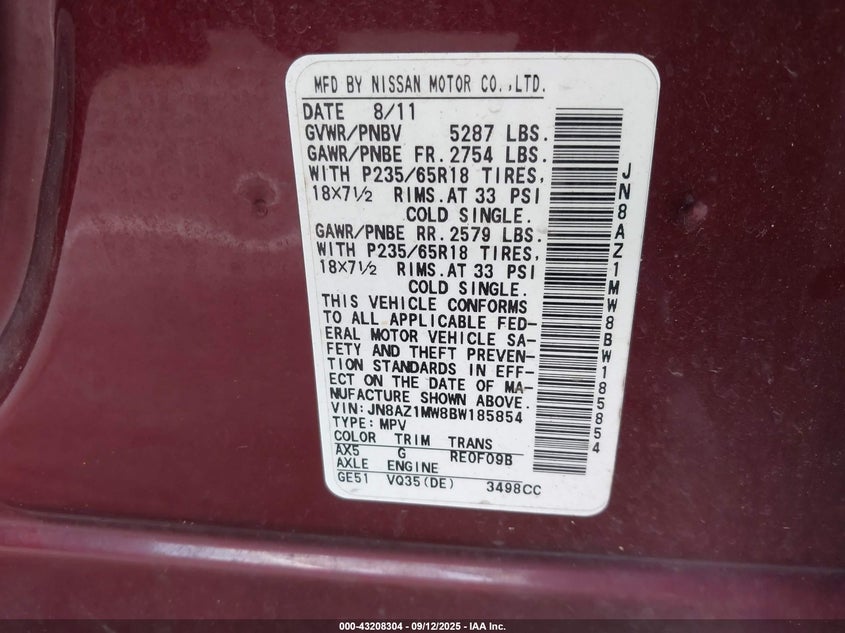 MFD BY NISSAN MOTOR CO.,LTD.
DATE 8/11
GVWR/PNBV 5287 LBS.
GAWR/PNBE FR. 2754 LBS.
WITH P235/65R18 TIRES,
18×7½ RIMS. AT 33 PSI
COLD SINGLE.
GAWR/PNBE RR. 2579 LBS.
WITH P235/65R18 TIRES,
18×7½ RIMS. AT 33 PSI
COLD SINGLE.
THIS VEHICLE CONFORMS
TO ALL APPLICABLE FED-
ERAL MOTOR VEHICLE SA-
FETY AND THEFT PREVEN-
TION STANDARDS IN EFF-
ECT ON THE DATE OF MA-
NUFACTURE SHOWN ABOVE.
VIN:JN8AZ1MW8BW185854
TYPE:MPV
COLOR TRIM TRANS
AX5 G RE0F09B
AXLE ENGINE
GE51 VQ35(DE) 3498CC
JN8AZ1MW8BW185854
000-43208304 - 09/12/2025 - IAA Inc.